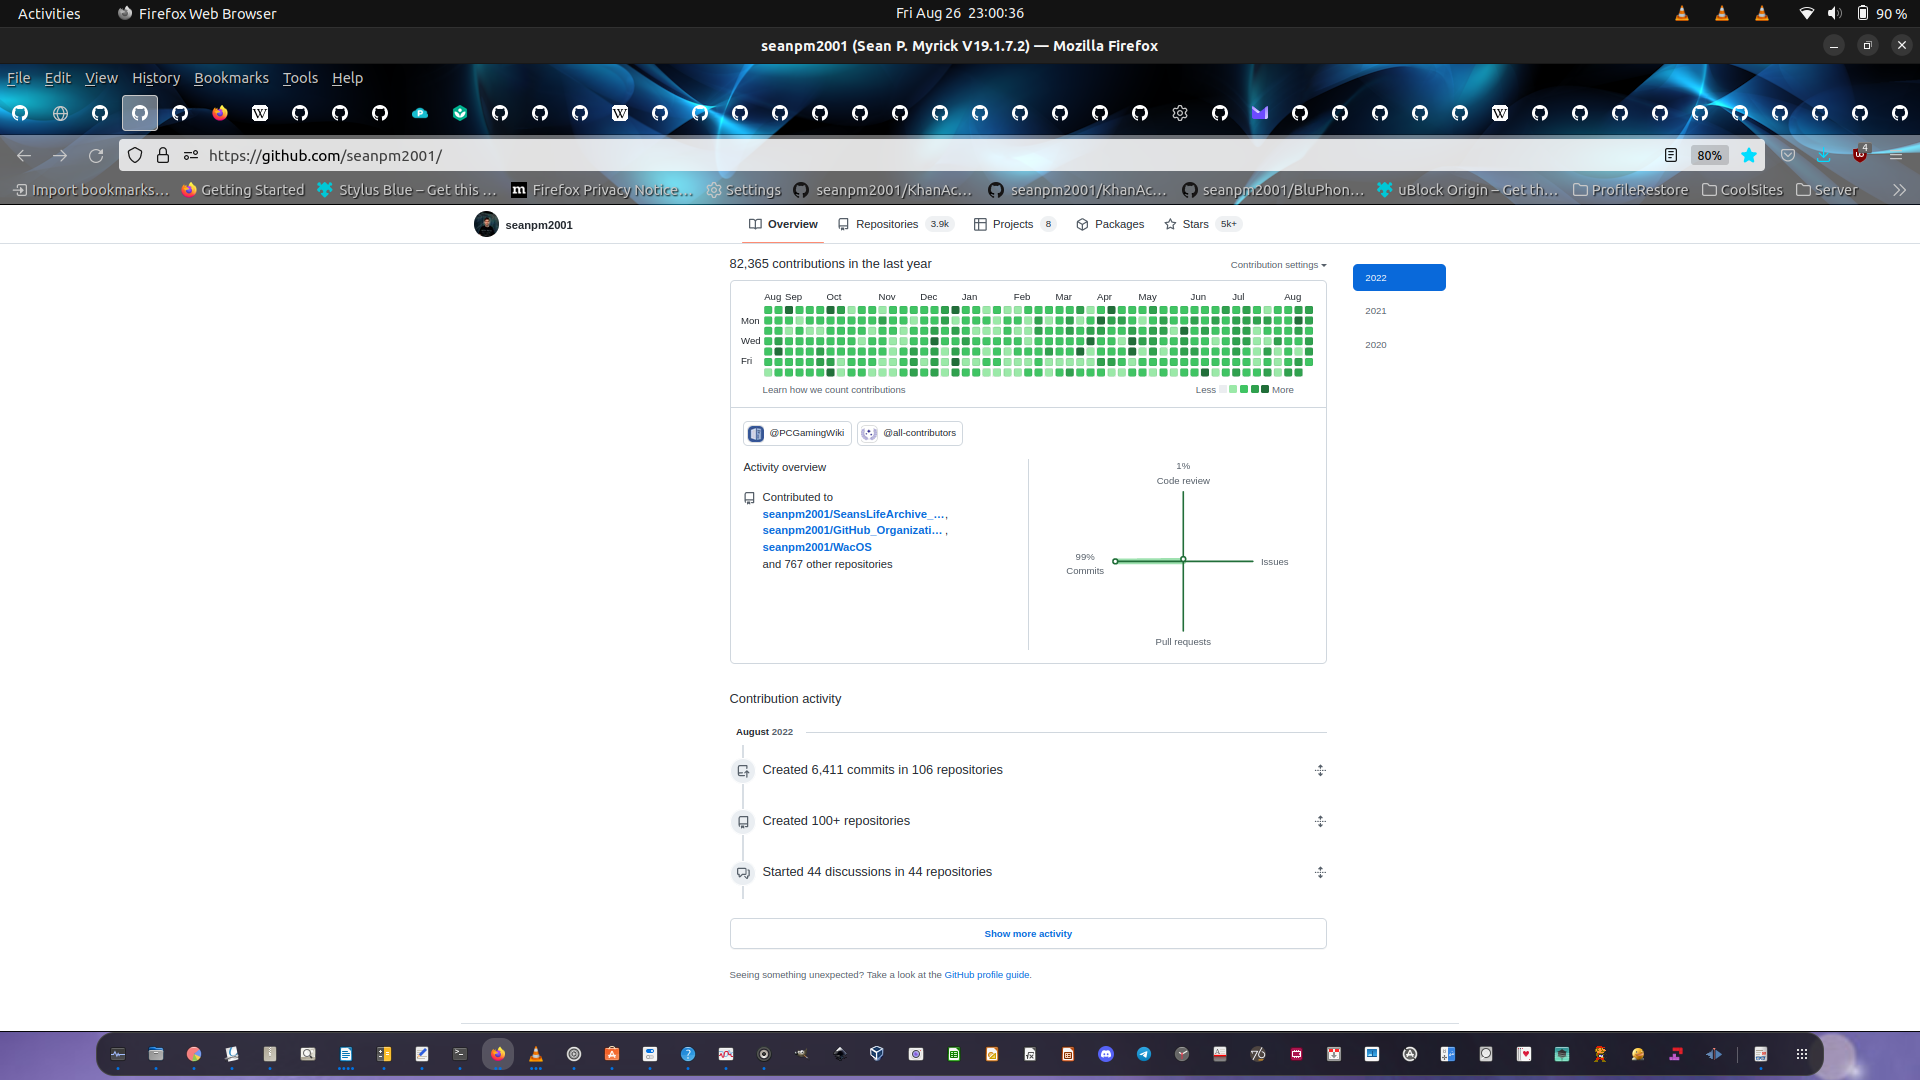 Activities Firefox Web Browser Fri Aug 26 23:00:36 90 %
seanpm2001 (Sean P. Myrick V19.1.7.2) — Mozilla Firefox
File Edit View History Bookmarks Tools Help
https://github.com/seanpm2001/ 80% 4
Import bookmarks… Getting Started Stylus Blue – Get this … Firefox Privacy Notice… Settings seanpm2001/KhanAc… seanpm2001/KhanAc… seanpm2001/BluPhon… uBlock Origin – Get th… ProfileRestore CoolSites Server
seanpm2001 Overview Repositories 3.9k Projects 8 Packages Stars 5k+
82,365 contributions in the last year Contribution settings
2022
2021
2020
Aug Sep Oct Nov Dec Jan Feb Mar Apr May Jun Jul Aug
Mon
Wed
Fri
Learn how we count contributions Less More
@PCGamingWiki @all-contributors
Activity overview
Contributed to
seanpm2001/SeansLifeArchive_…,
seanpm2001/GitHub_Organizati… ,
seanpm2001/WacOS
and 767 other repositories
1%
Code review
99%
Commits
Issues
Pull requests
Contribution activity
August 2022
Created 6,411 commits in 106 repositories
Created 100+ repositories
Started 44 discussions in 44 repositories
Show more activity
Seeing something unexpected? Take a look at the GitHub profile guide.